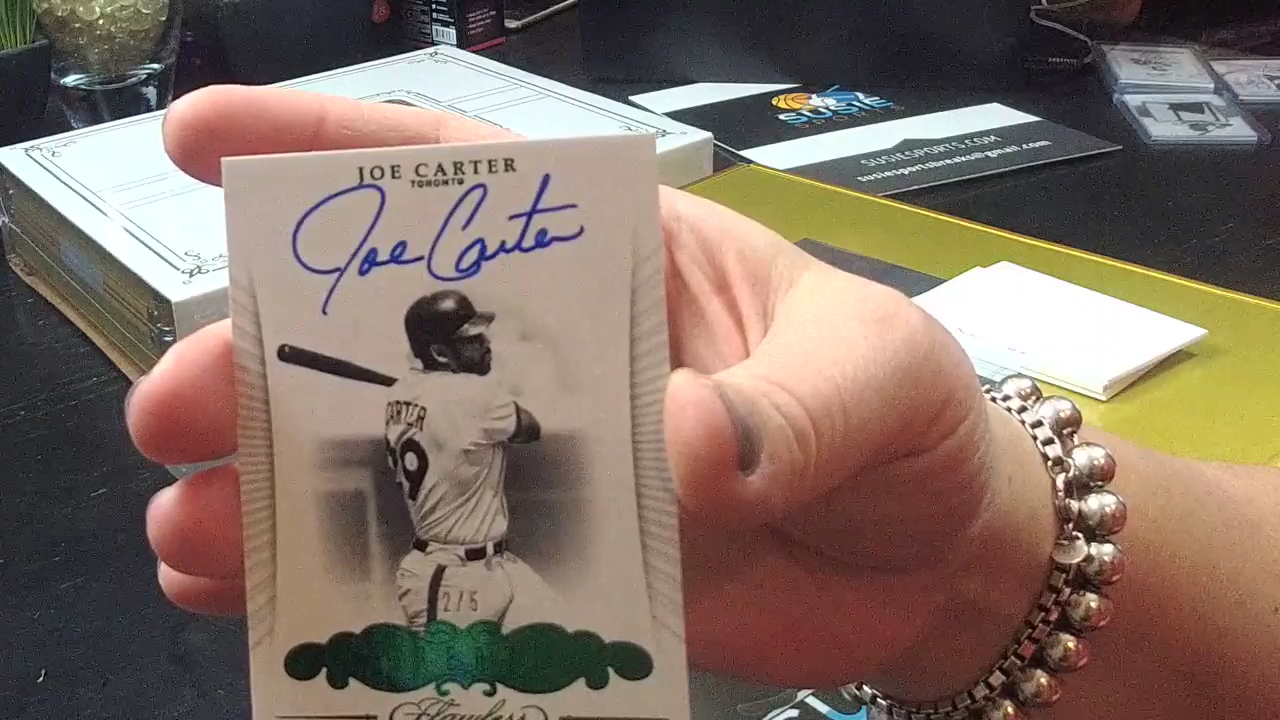 SUSIE
SPORTS
SUSIESPORTS.COM
susiesportsbreaks@gmail.com
JOE CARTER
TORONTO
Joe Carter
CARTER
2/5
Flawless